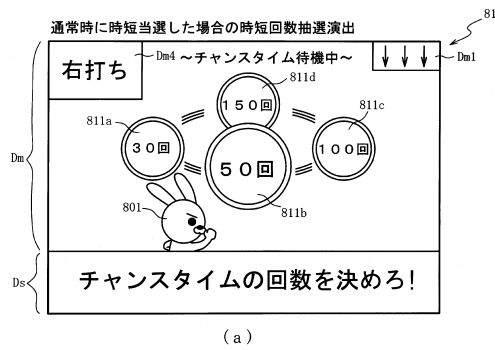 通常時に時短当選した場合の時短回数抽選演出
81
右打ち
Dm4
～チャンスタイム待機中～
Dm1
811d
150回
811a
30回
811c
100回
Dm
50回
801
811b
Ds
チャンスタイムの回数を決めろ！
(a)